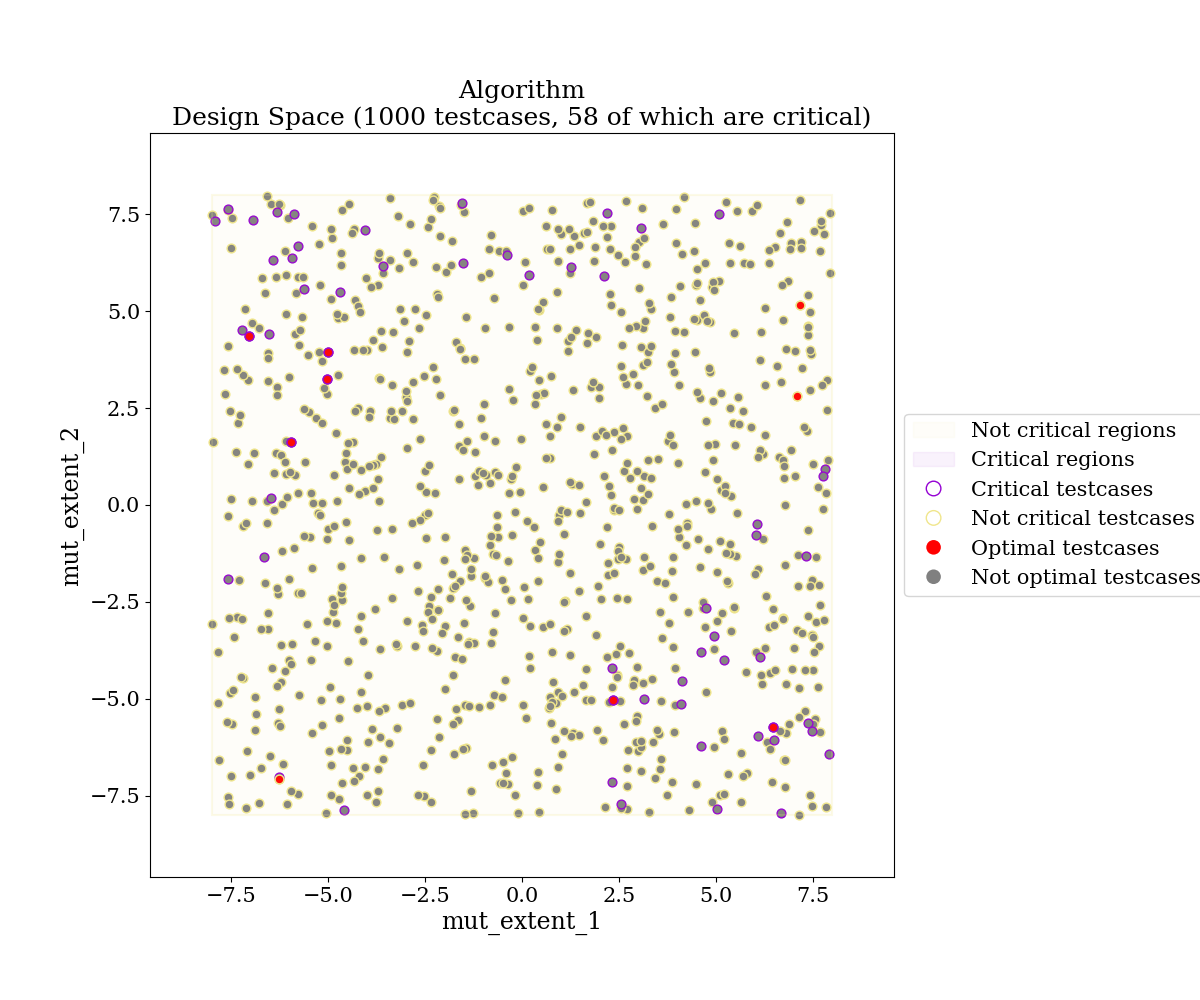 Algorithm
Design Space (1000 testcases, 58 of which are critical)
7.5
5.0
2.5
0.0
−2.5
−5.0
−7.5
mut_extent_2
−7.5
−5.0
−2.5
0.0
2.5
5.0
7.5
mut_extent_1
Not critical regions
Critical regions
Critical testcases
Not critical testcases
Optimal testcases
Not optimal testcases